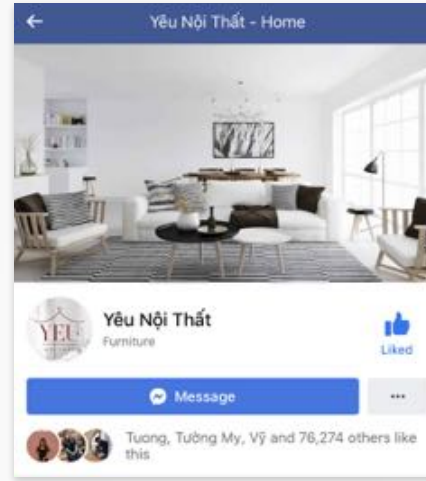 Yêu Nội Thất - Home
YEU
Yêu Nội Thất
Furniture
Liked
Message
Tuong, Tường My, Vỹ and 76,274 others like
this